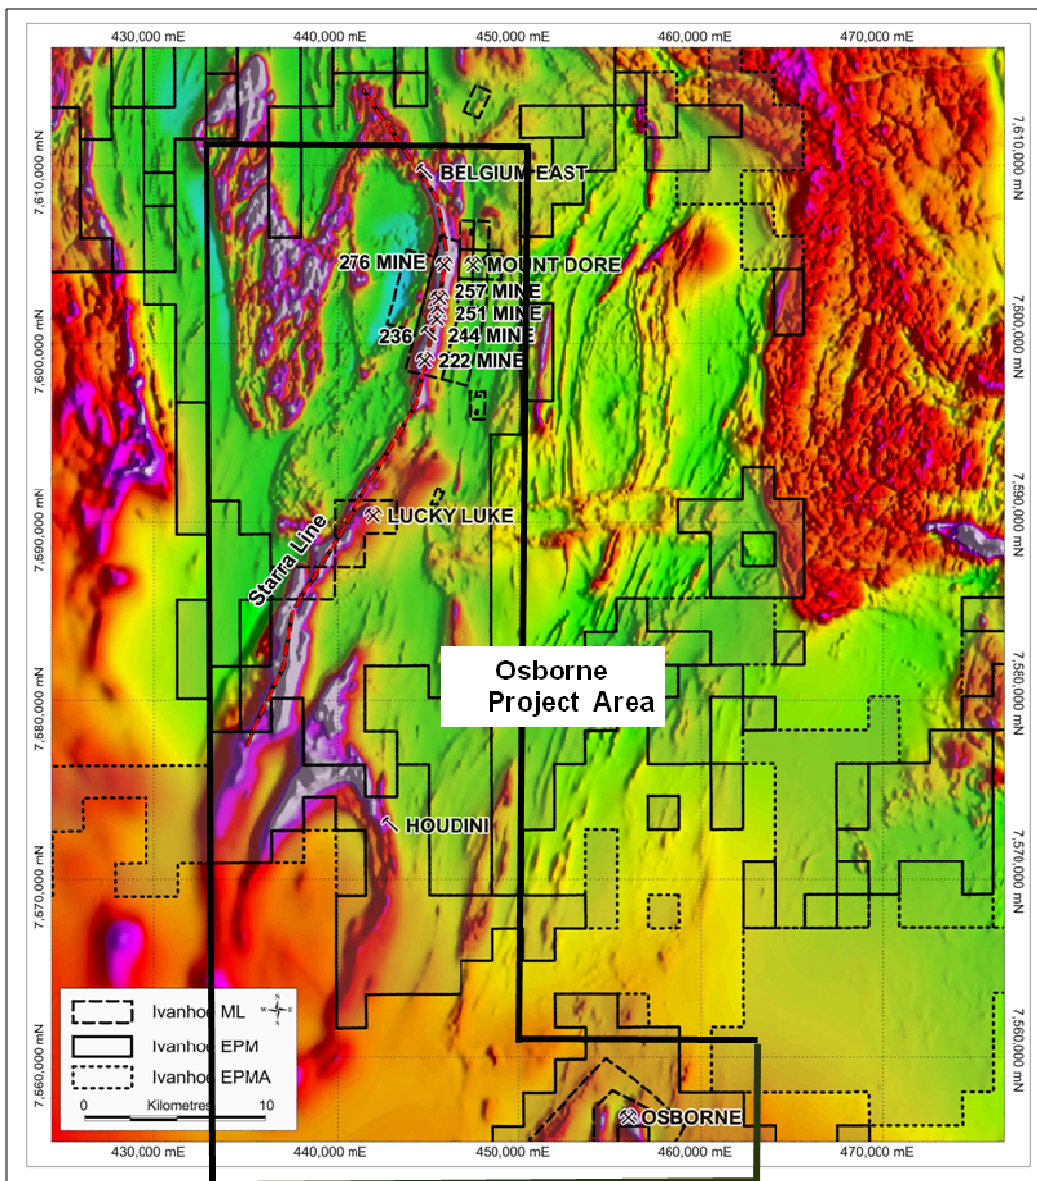 430,000 mE
440,000 mE
450,000 mE
460,000 mE
470,000 mE
7,610,000 mN
7,610,000 mN
BELGIUM EAST
276 MINE
MOUNT DORE
257 MINE
251 MINE
236
244 MINE
222 MINE
7,600,000 mN
7,600,000 mN
LUCKY LUKE
7,590,000 mN
7,590,000 mN
Starra Line
Osborne
Project Area
7,580,000 mN
7,580,000 mN
HOUDINI
7,570,000 mN
7,570,000 mN
Ivanhoe ML
N
W
E
S
Ivanhoe EPM
Ivanhoe EPMA
0 Kilometres 10
7,560,000 mN
7,560,000 mN
OSBORNE
430,000 mE
440,000 mE
450,000 mE
460,000 mE
470,000 mE